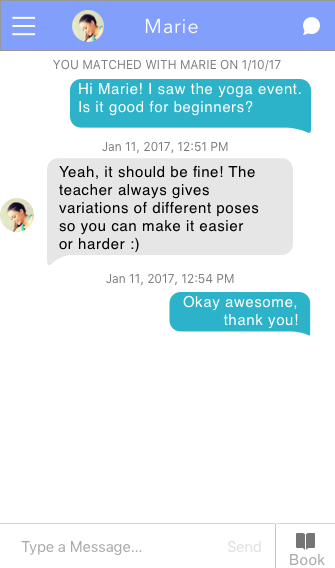 Marie
YOU MATCHED WITH MARIE ON 1/10/17
Hi Marie! I saw the yoga event.
Is it good for beginners?
Jan 11, 2017, 12:51 PM
Yeah, it should be fine! The
teacher always gives
variations of different poses
so you can make it easier
or harder :)
Jan 11, 2017, 12:54 PM
Okay awesome,
thank you!
Type a Message...
Send
Book